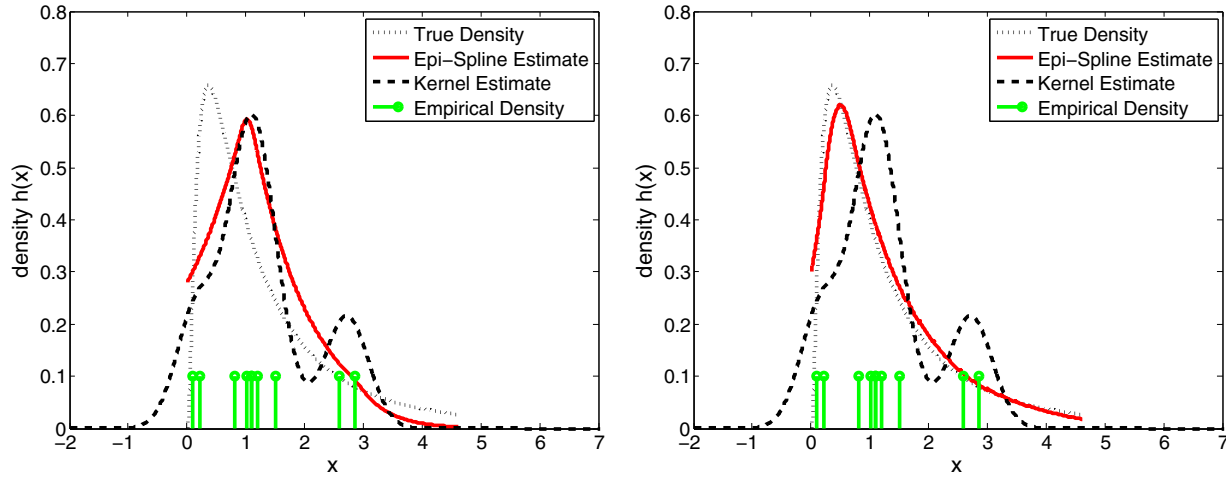 True Density
Epi−Spline Estimate
Kernel Estimate
Empirical Density
0.8
0.7
0.6
0.5
0.4
0.3
0.2
0.1
0
density h(x)
−2 −1 0 1 2 3 4 5 6 7
x
True Density
Epi−Spline Estimate
Kernel Estimate
Empirical Density
0.8
0.7
0.6
0.5
0.4
0.3
0.2
0.1
0
density h(x)
−2 −1 0 1 2 3 4 5 6 7
x